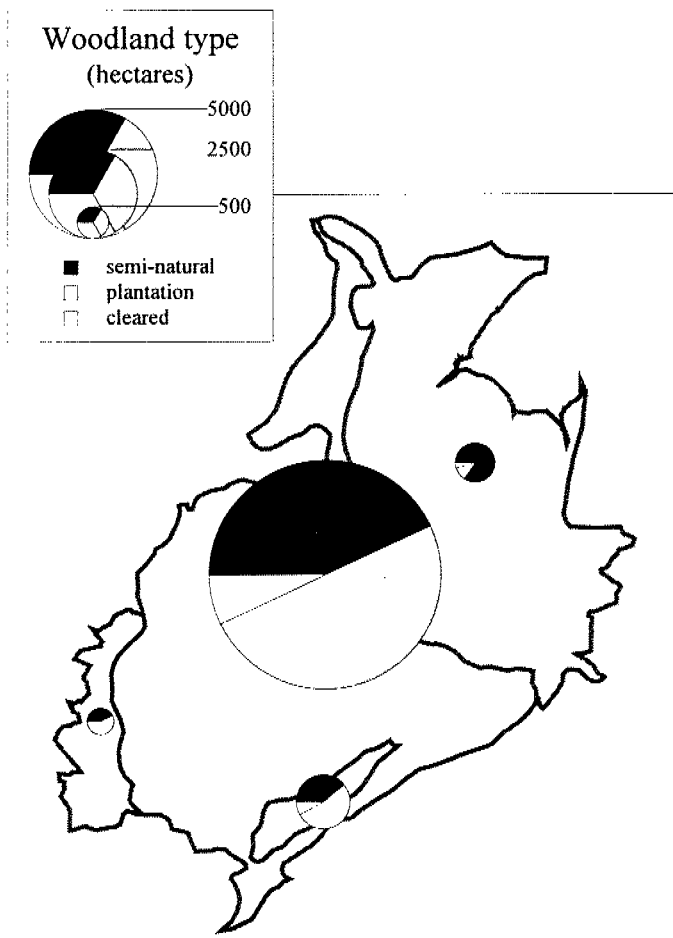 Woodland type
(hectares)
5000
2500
500
semi-natural
plantation
cleared